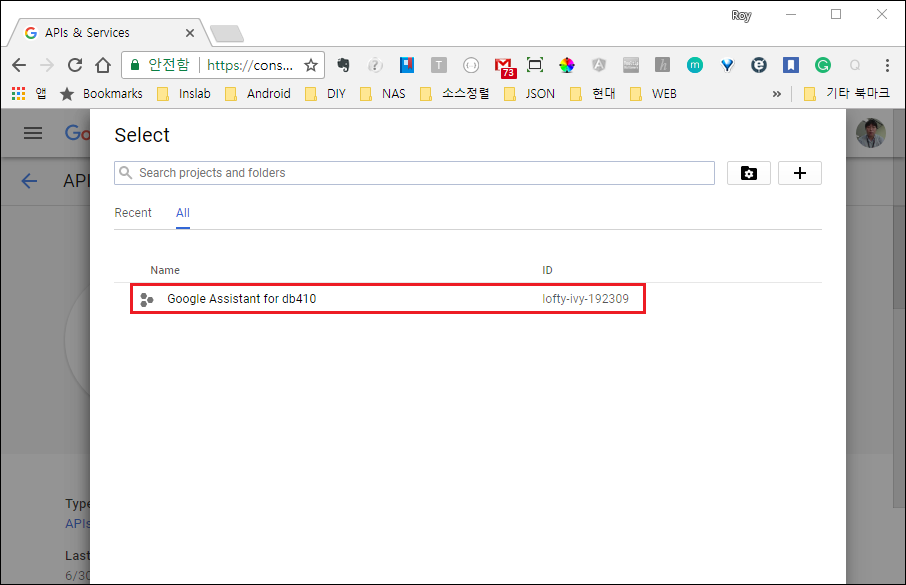 Roy
APIs & Services
안전함 https://cons...
73
앱 Bookmarks Inslab Android DIY NAS 소스정렬 JSON 현대 WEB » 기타 북마크
Go
Select
API
Search projects and folders
Recent All
Name ID
Google Assistant for db410 lofty-ivy-192309
Type
APIs
Last
6/30